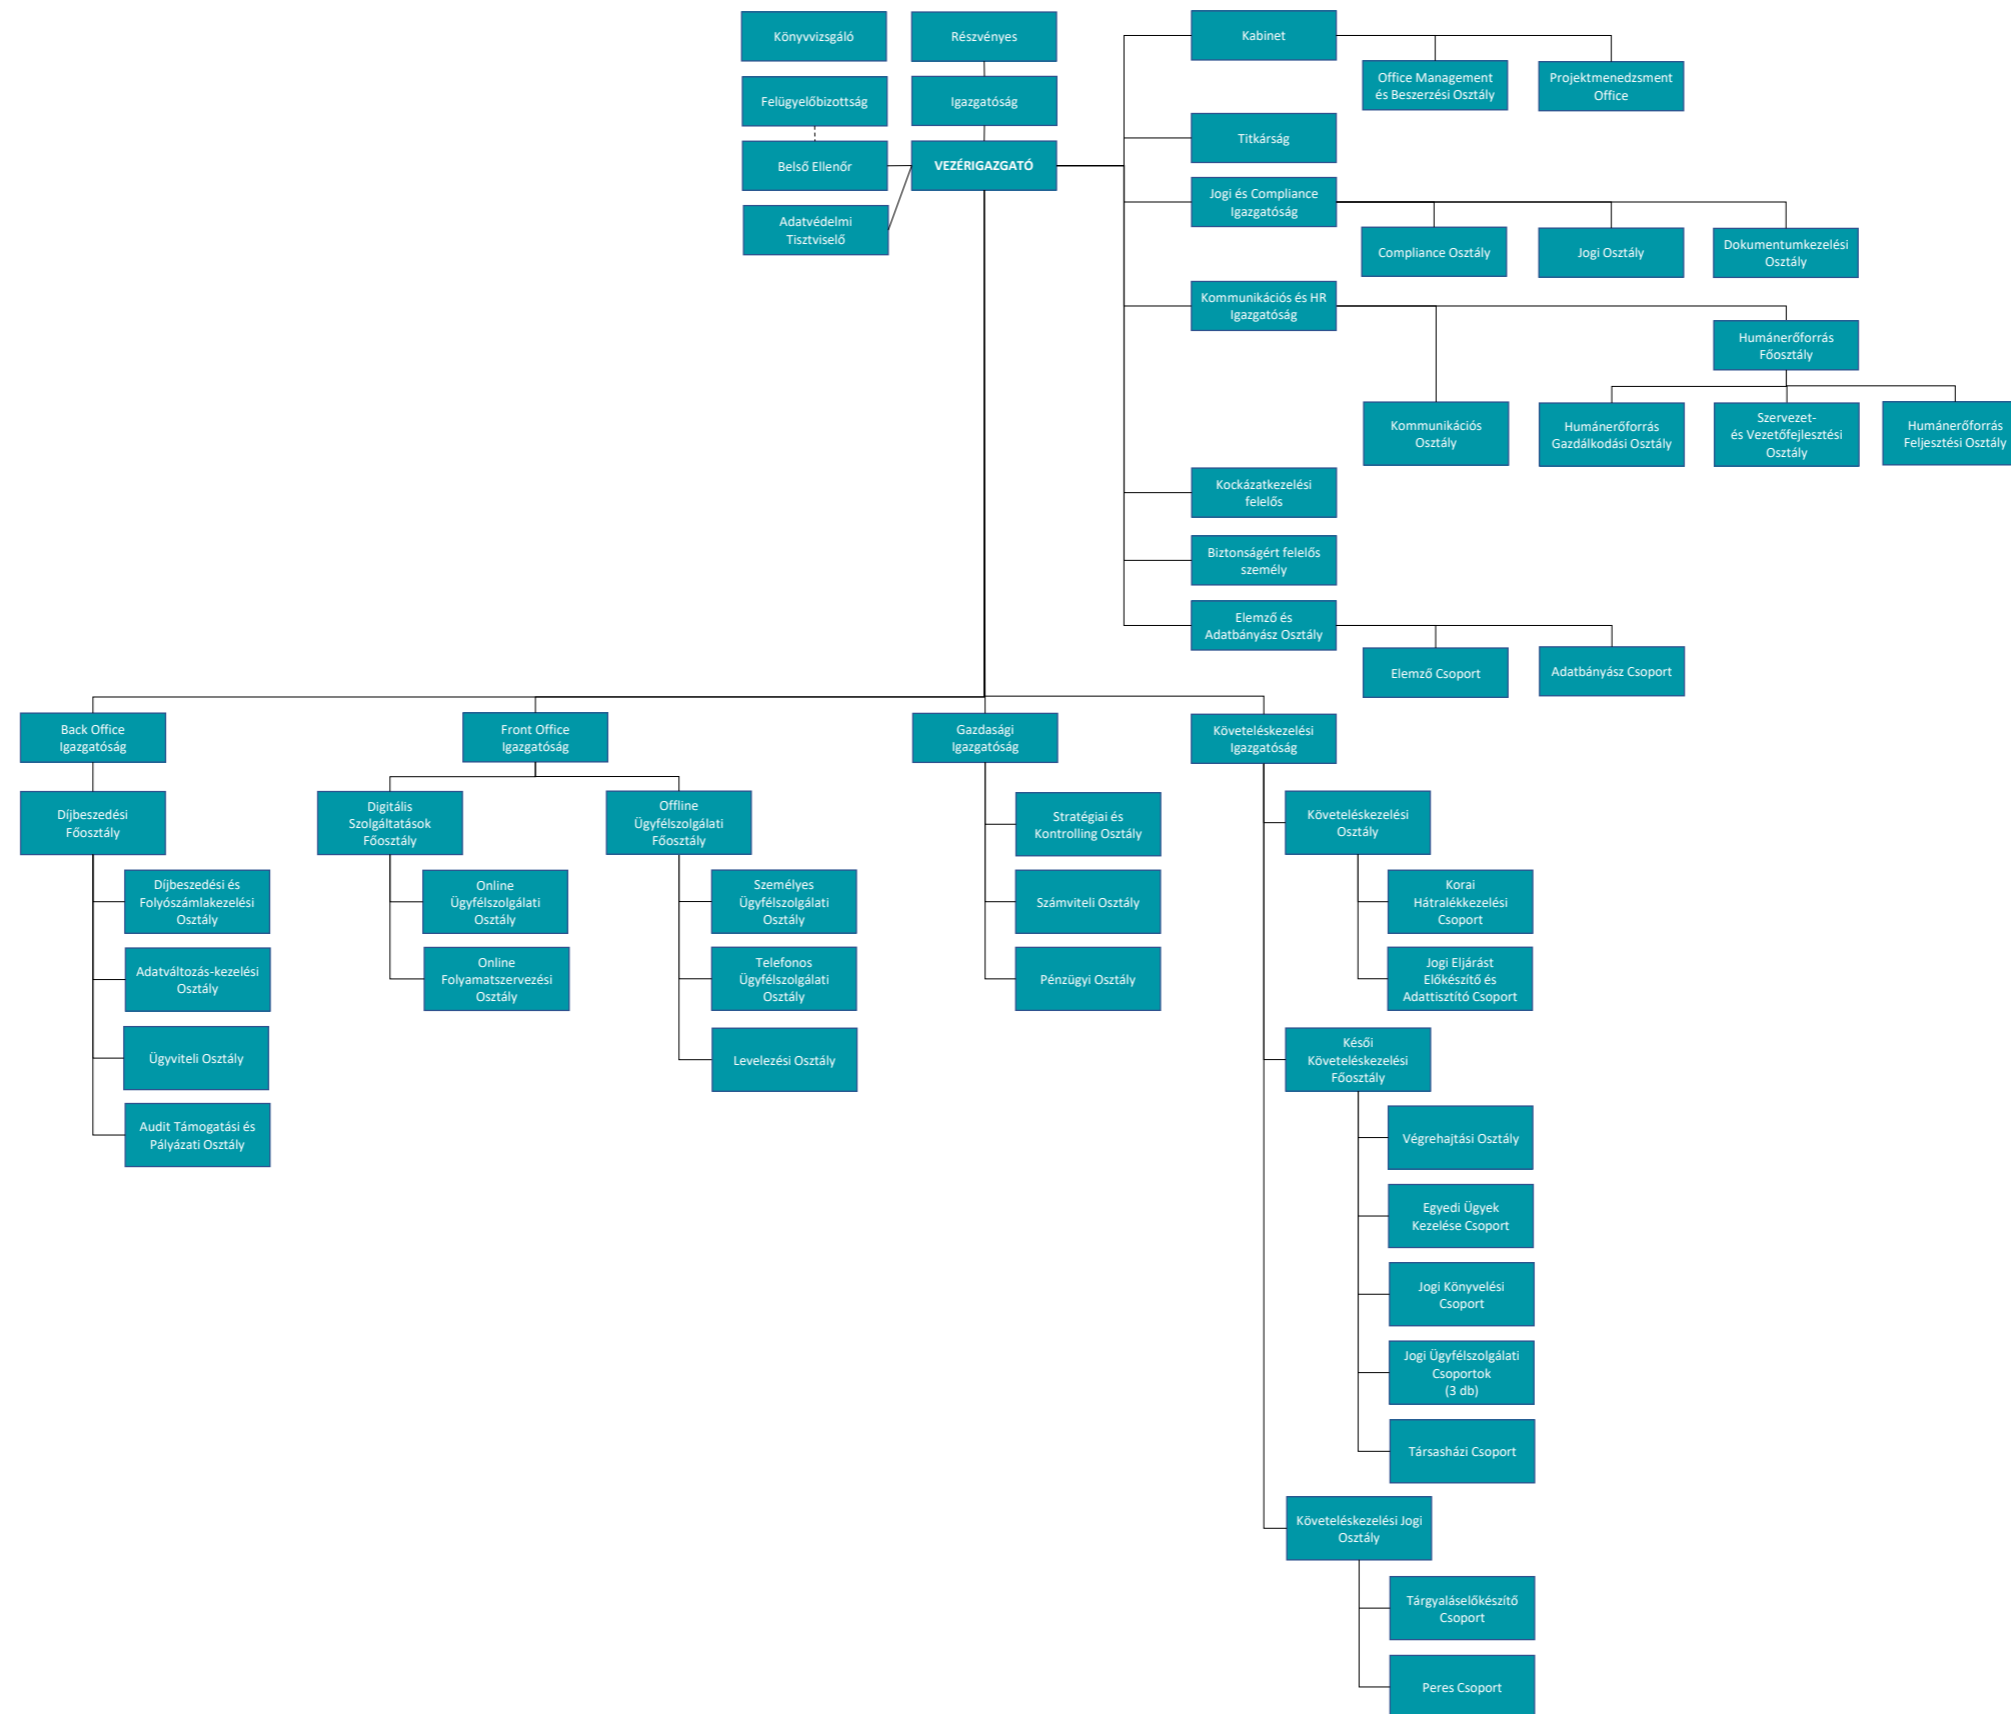 Könyvvizsgáló
Részvényes
Kabinet
Office Management
és Beszerzési Osztály
Projektmenedzsment
Office
Felügyelőbizottság
Igazgatóság
Titkárság
Belső Ellenőr
VEZÉRIGAZGATÓ
Adatvédelmi
Tisztviselő
Jogi és Compliance
Igazgatóság
Compliance Osztály
Jogi Osztály
Dokumentumkezelési
Osztály
Kommunikációs és HR
Igazgatóság
Humánerőforrás
Főosztály
Kommunikációs
Osztály
Humánerőforrás
Gazdálkodási Osztály
Szervezet-
és Vezetőfejlesztési
Osztály
Humánerőforrás
Feljesztési Osztály
Kockázatkezelési
felelős
Biztonságért felelős
személy
Elemző és
Adatbányász Osztály
Elemző Csoport
Adatbányász Csoport
Back Office
Igazgatóság
Front Office
Igazgatóság
Gazdasági
Igazgatóság
Követeléskezelési
Igazgatóság
Díjbeszedési
Főosztály
Digitális
Szolgáltatások
Főosztály
Offline
Ügyfélszolgálati
Főosztály
Stratégiai és
Kontrolling Osztály
Követeléskezelési
Osztály
Díjbeszedési és
Folyószámlakezelési
Osztály
Online
Ügyfélszolgálati
Osztály
Személyes
Ügyfélszolgálati
Osztály
Számviteli Osztály
Korai
Hátralékkezelési
Csoport
Adatváltozás-kezelési
Osztály
Online
Folyamatszervezési
Osztály
Telefonos
Ügyfélszolgálati
Osztály
Pénzügyi Osztály
Jogi Eljárást
Előkészítő és
Adattisztító Csoport
Ügyviteli Osztály
Levelezési Osztály
Késői
Követeléskezelési
Főosztály
Audit Támogatási és
Pályázati Osztály
Végrehajtási Osztály
Egyedi Ügyek
Kezelése Csoport
Jogi Könyvelési
Csoport
Jogi Ügyfélszolgálati
Csoportok
(3 db)
Társasházi Csoport
Követeléskezelési Jogi
Osztály
Tárgyaláselőkészítő
Csoport
Peres Csoport